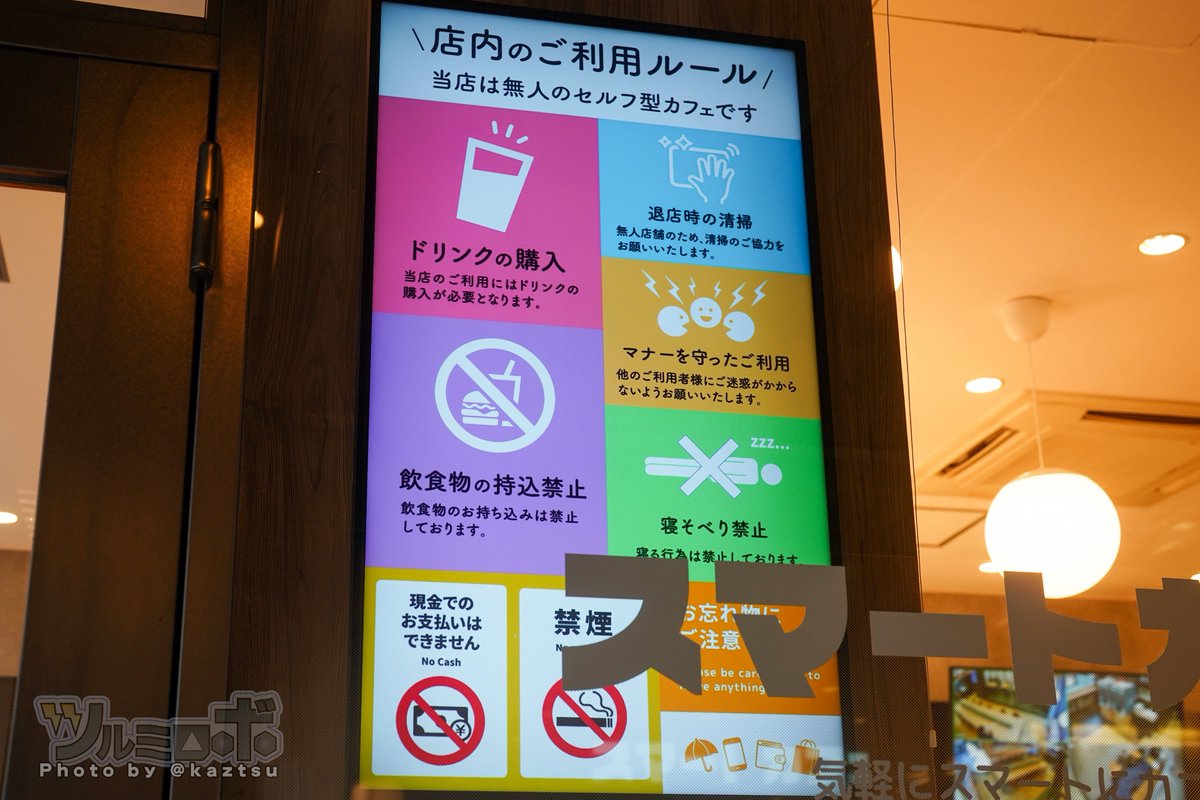 店内のご利用ルール
当店は無人のセルフ型カフェです
ドリンクの購入
当店のご利用にはドリンクの
購入が必要となります。
退店時の清掃
無人店舗のため、清掃のご協力を
お願いいたします。
マナーを守ったご利用
他のご利用者様にご迷惑がかから
ないようお願いいたします。
飲食物の持込禁止
飲食物のお持ち込みは禁止
しております。
zzz...
寝そべり禁止
寝る行為は禁止しております。
現金での
お支払いは
できません
No Cash
¥
禁煙
お忘れ物に
ご注意
be to
anything
スマート
気軽にスマートに
ツルミロボ
Photo by @kaztsu